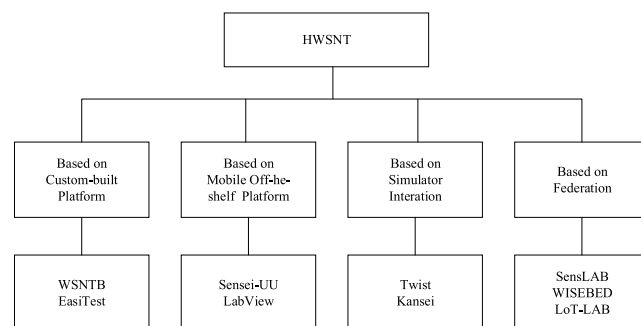 HWSNT
Based on
Custom-built
Platform
Based on
Mobile Off-he-
shelf Platform
Based on
Simulator
Interation
Based on
Federation
WSNTB
EasiTest
Sensei-UU
LabView
Twist
Kansei
SensLAB
WISEBED
LoT-LAB